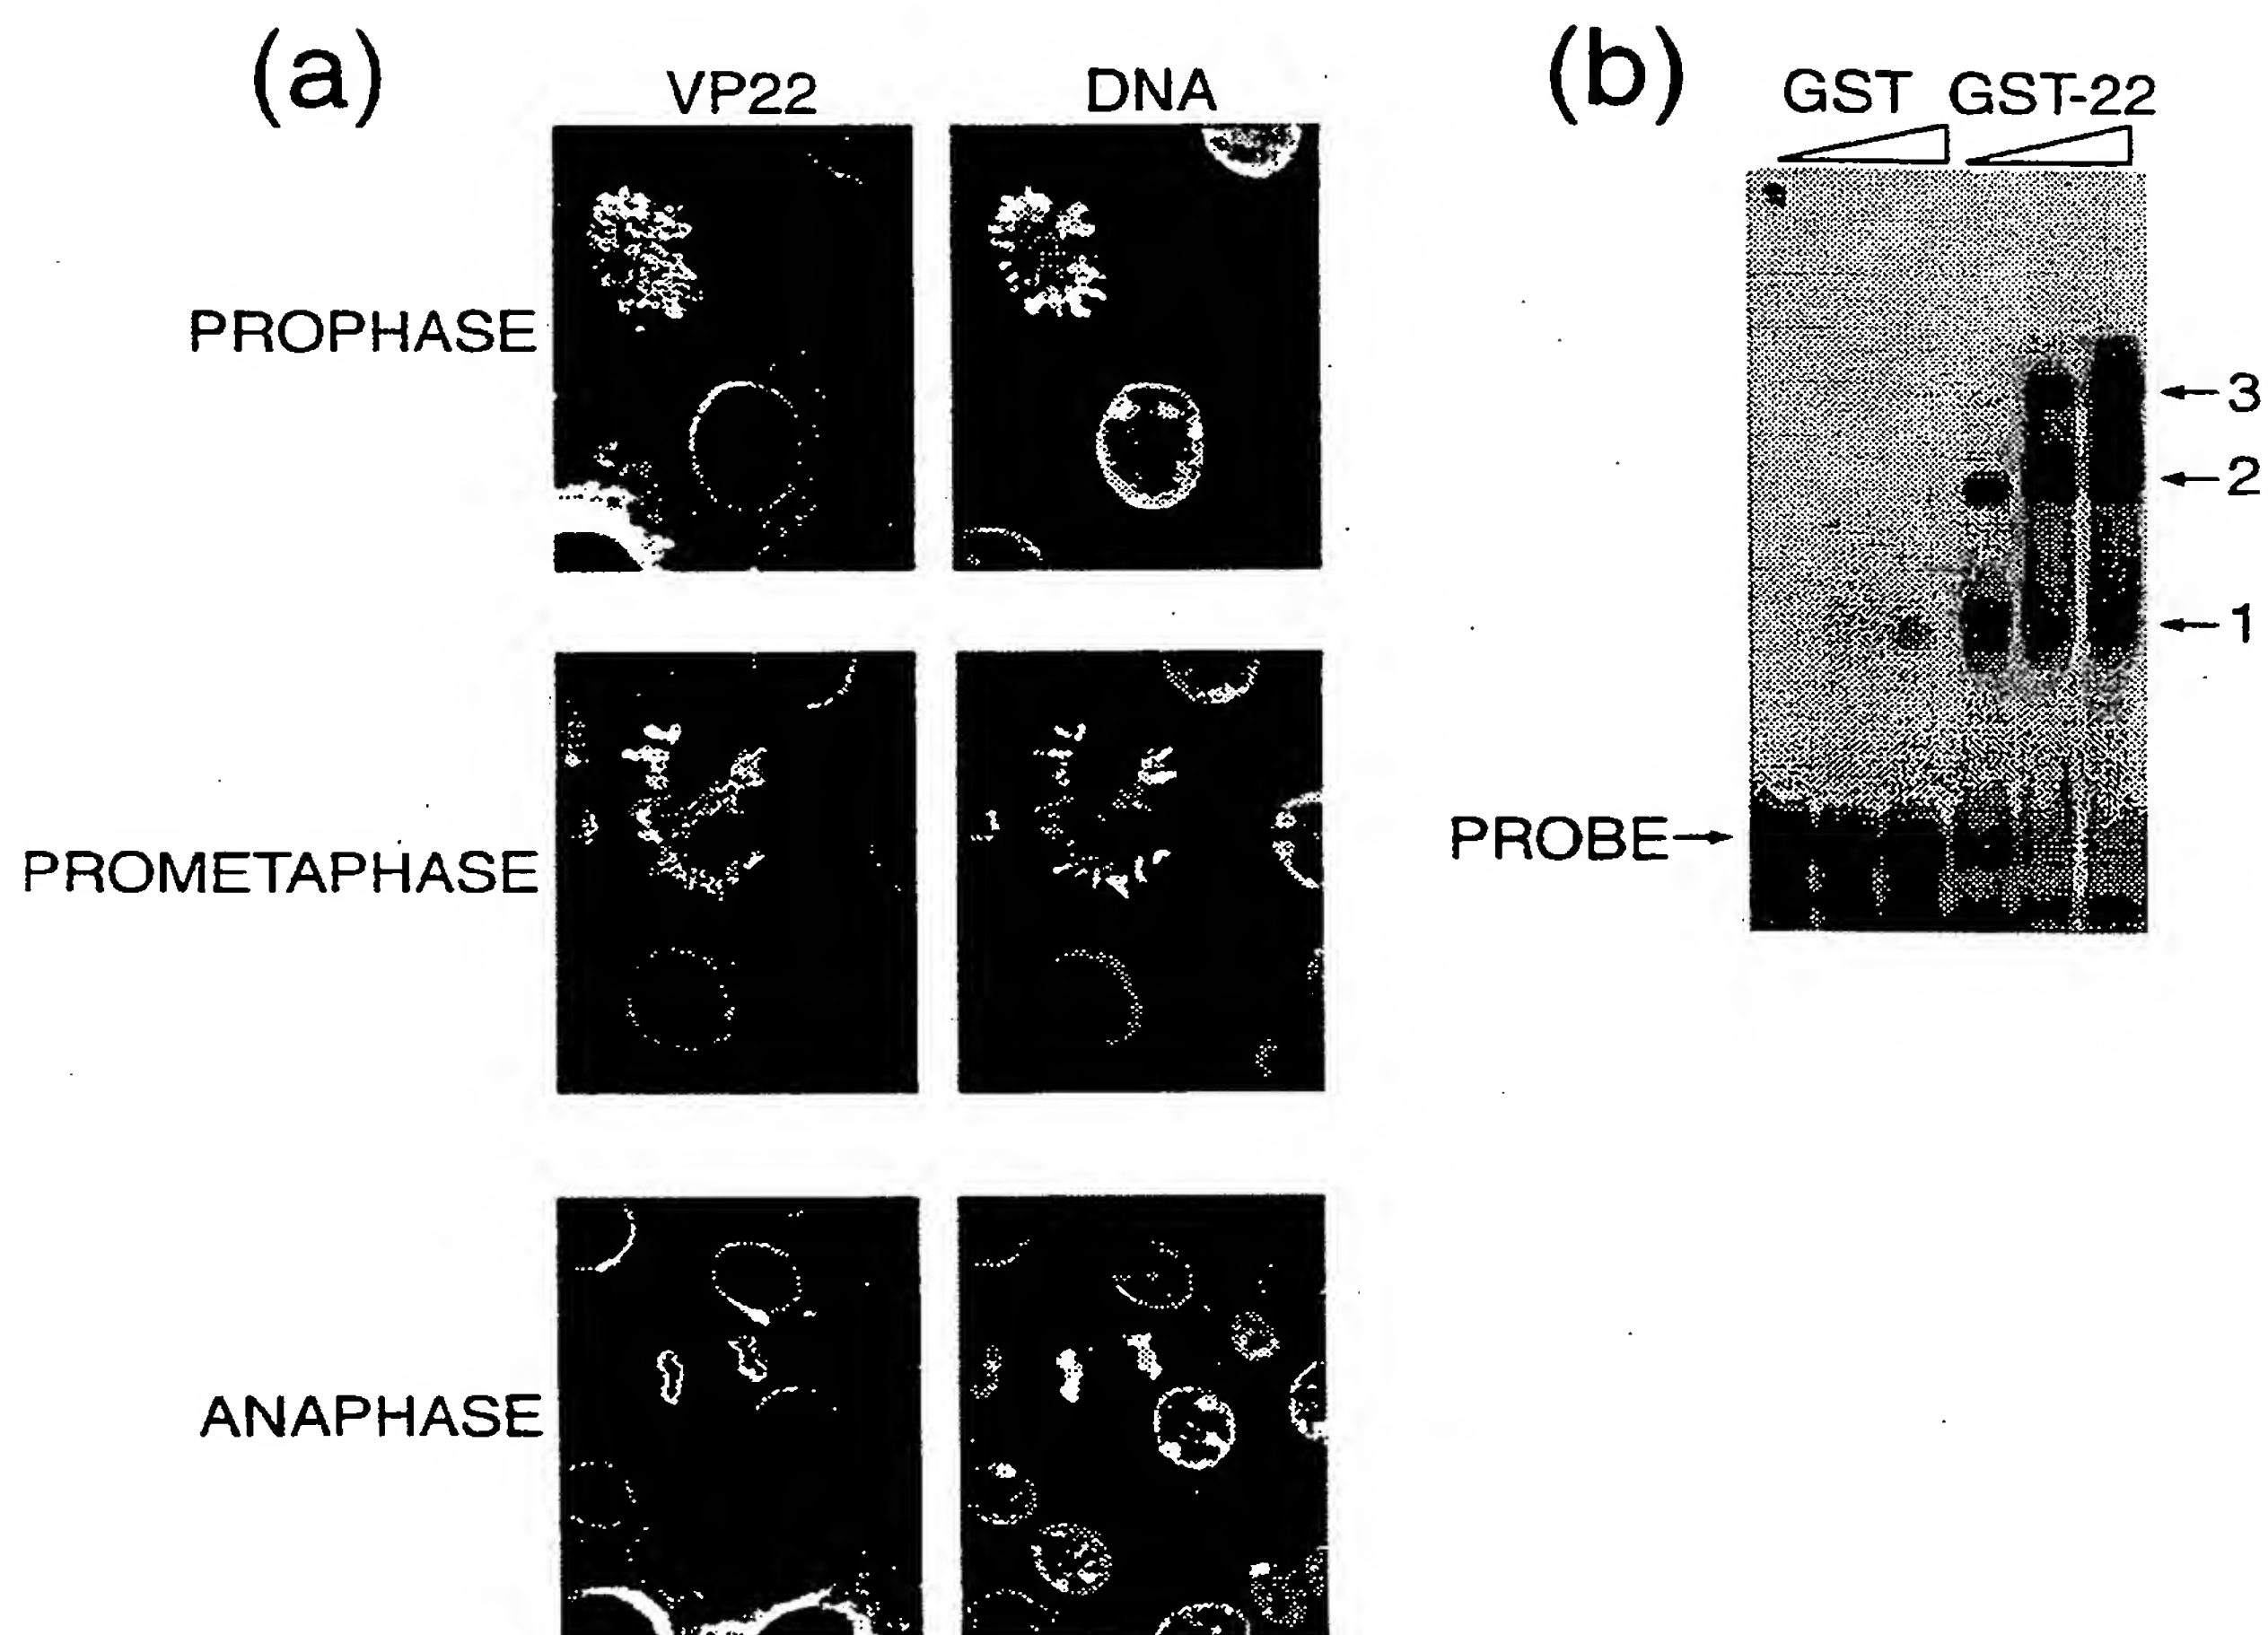 (a)
VP22 DNA
PROPHASE
PROMETAPHASE
ANAPHASE
(b)
GST GST-22
←3
←2
←1
PROBE→